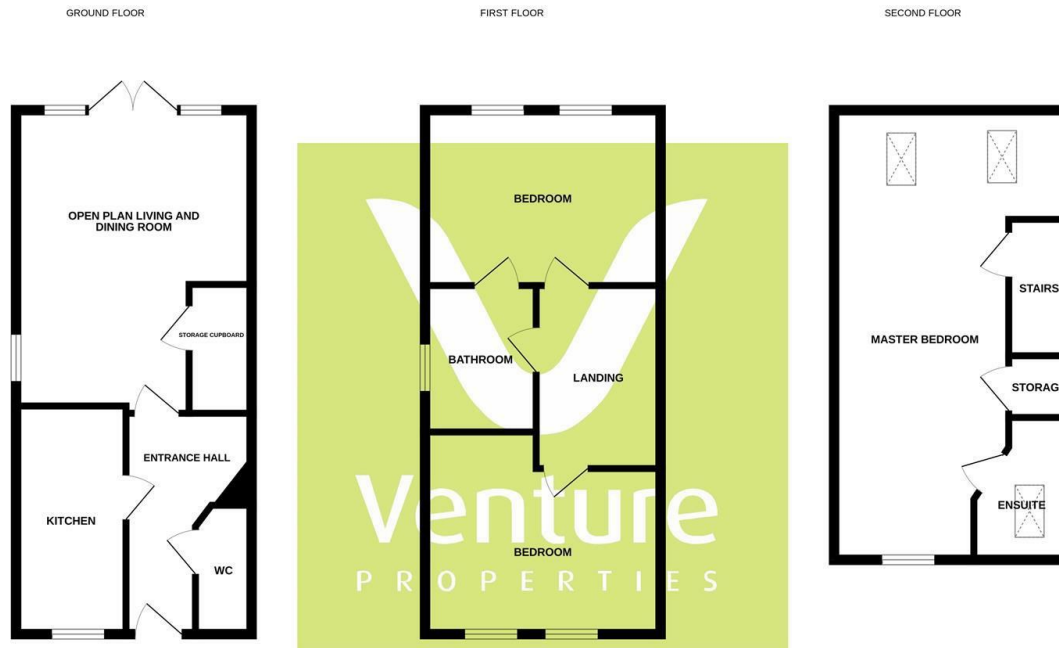 GROUND FLOOR
FIRST FLOOR
SECOND FLOOR
OPEN PLAN LIVING AND
DINING ROOM
STORAGE CUPBOARD
ENTRANCE HALL
KITCHEN
WC
BEDROOM
BATHROOM
LANDING
BEDROOM
Venture
PROPERTIES
STAIRS
MASTER BEDROOM
STORAG
ENSUITE